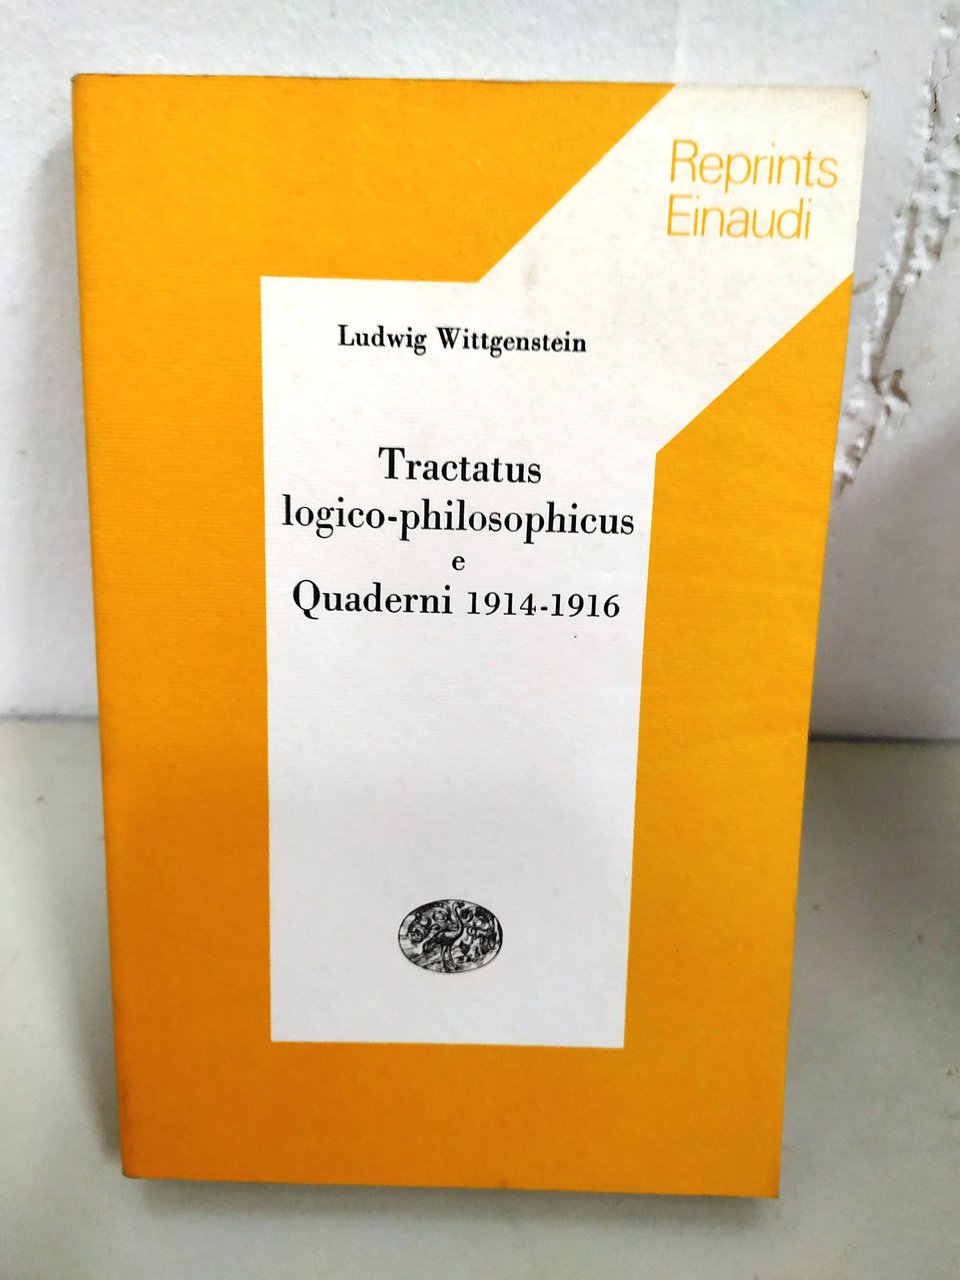 Reprints
Einaudi
Ludwig Wittgenstein
Tractatus
logico-philosophicus
e
Quaderni 1914-1916